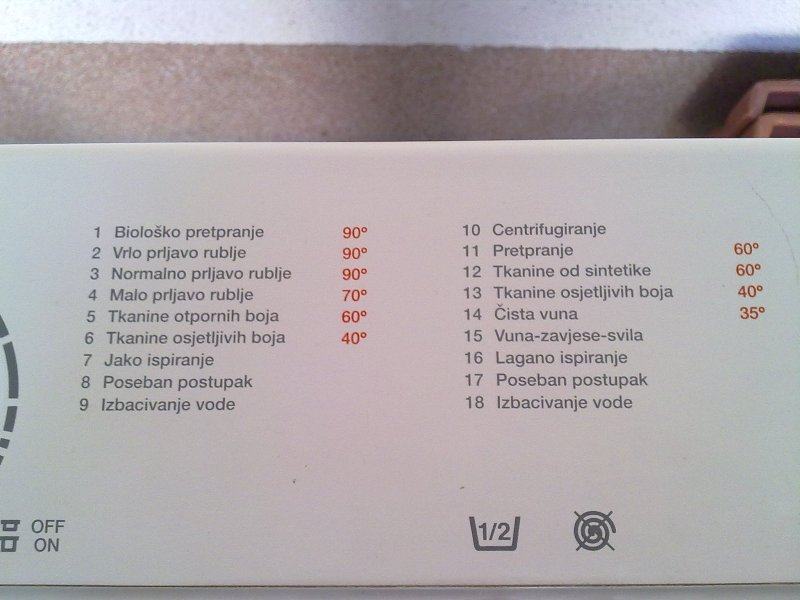 1 Biološko pretpranje 90°
2 Vrlo prljavo rublje 90°
3 Normalno prljavo rublje 90°
4 Malo prljavo rublje 70°
5 Tkanine otpornih boja 60°
6 Tkanine osjetljivih boja 40°
7 Jako ispiranje
8 Poseban postupak
9 Izbacivanje vode
10 Centrifugiranje
11 Pretpranje 60°
12 Tkanine od sintetike 60°
13 Tkanine osjetljivih boja 40°
14 Čista vuna 35°
15 Vuna-zavjese-svila
16 Lagano ispiranje
17 Poseban postupak
18 Izbacivanje vode
OFF
ON
1/2